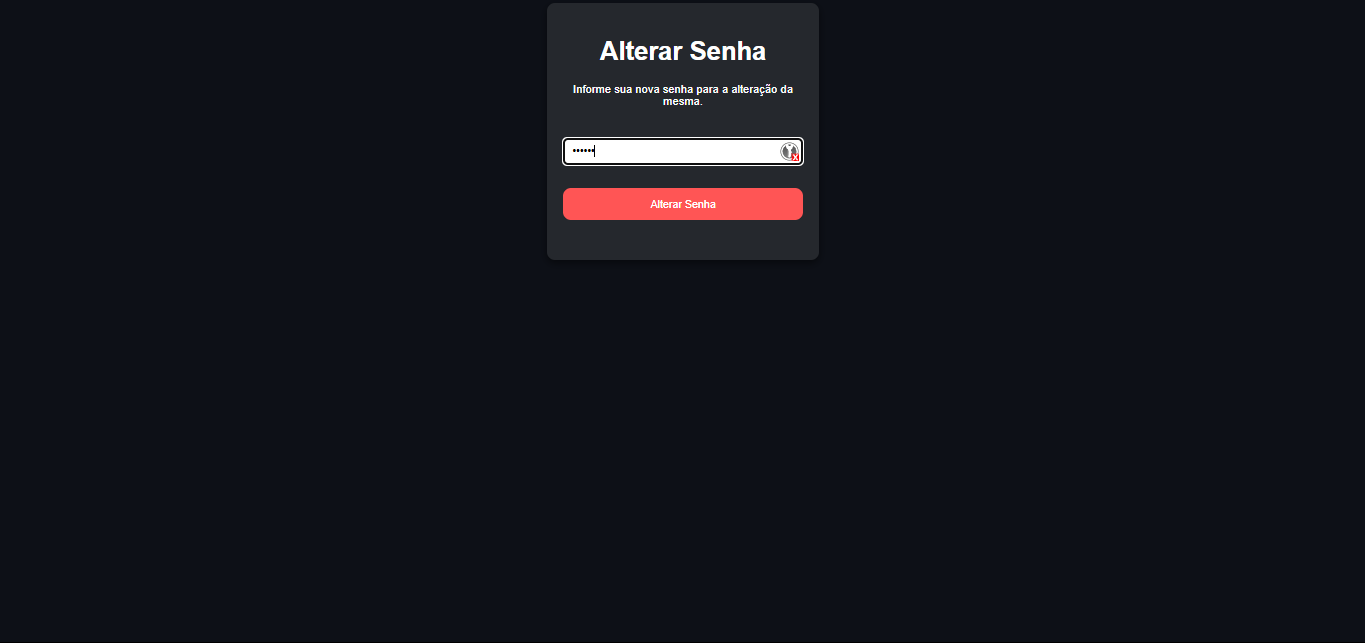 Alterar Senha
Informe sua nova senha para a alteração da
mesma.
••••••
Alterar Senha